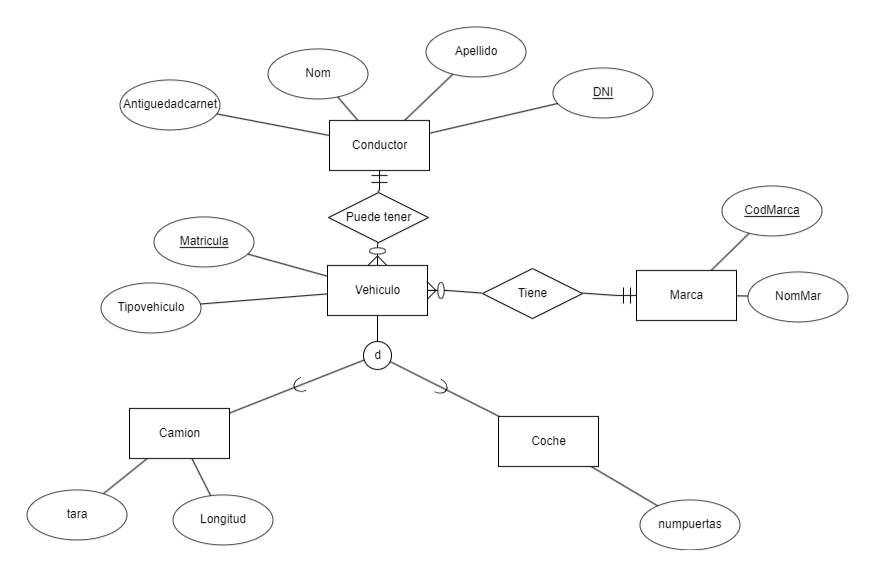 Apellido
Nom
DNI
Antiguedadcarnet
Conductor
Puede tener
CodMarca
Matricula
Vehiculo
Tiene
Marca
NomMar
Tipovehiculo
d
Camion
Coche
tara
Longitud
numpuertas